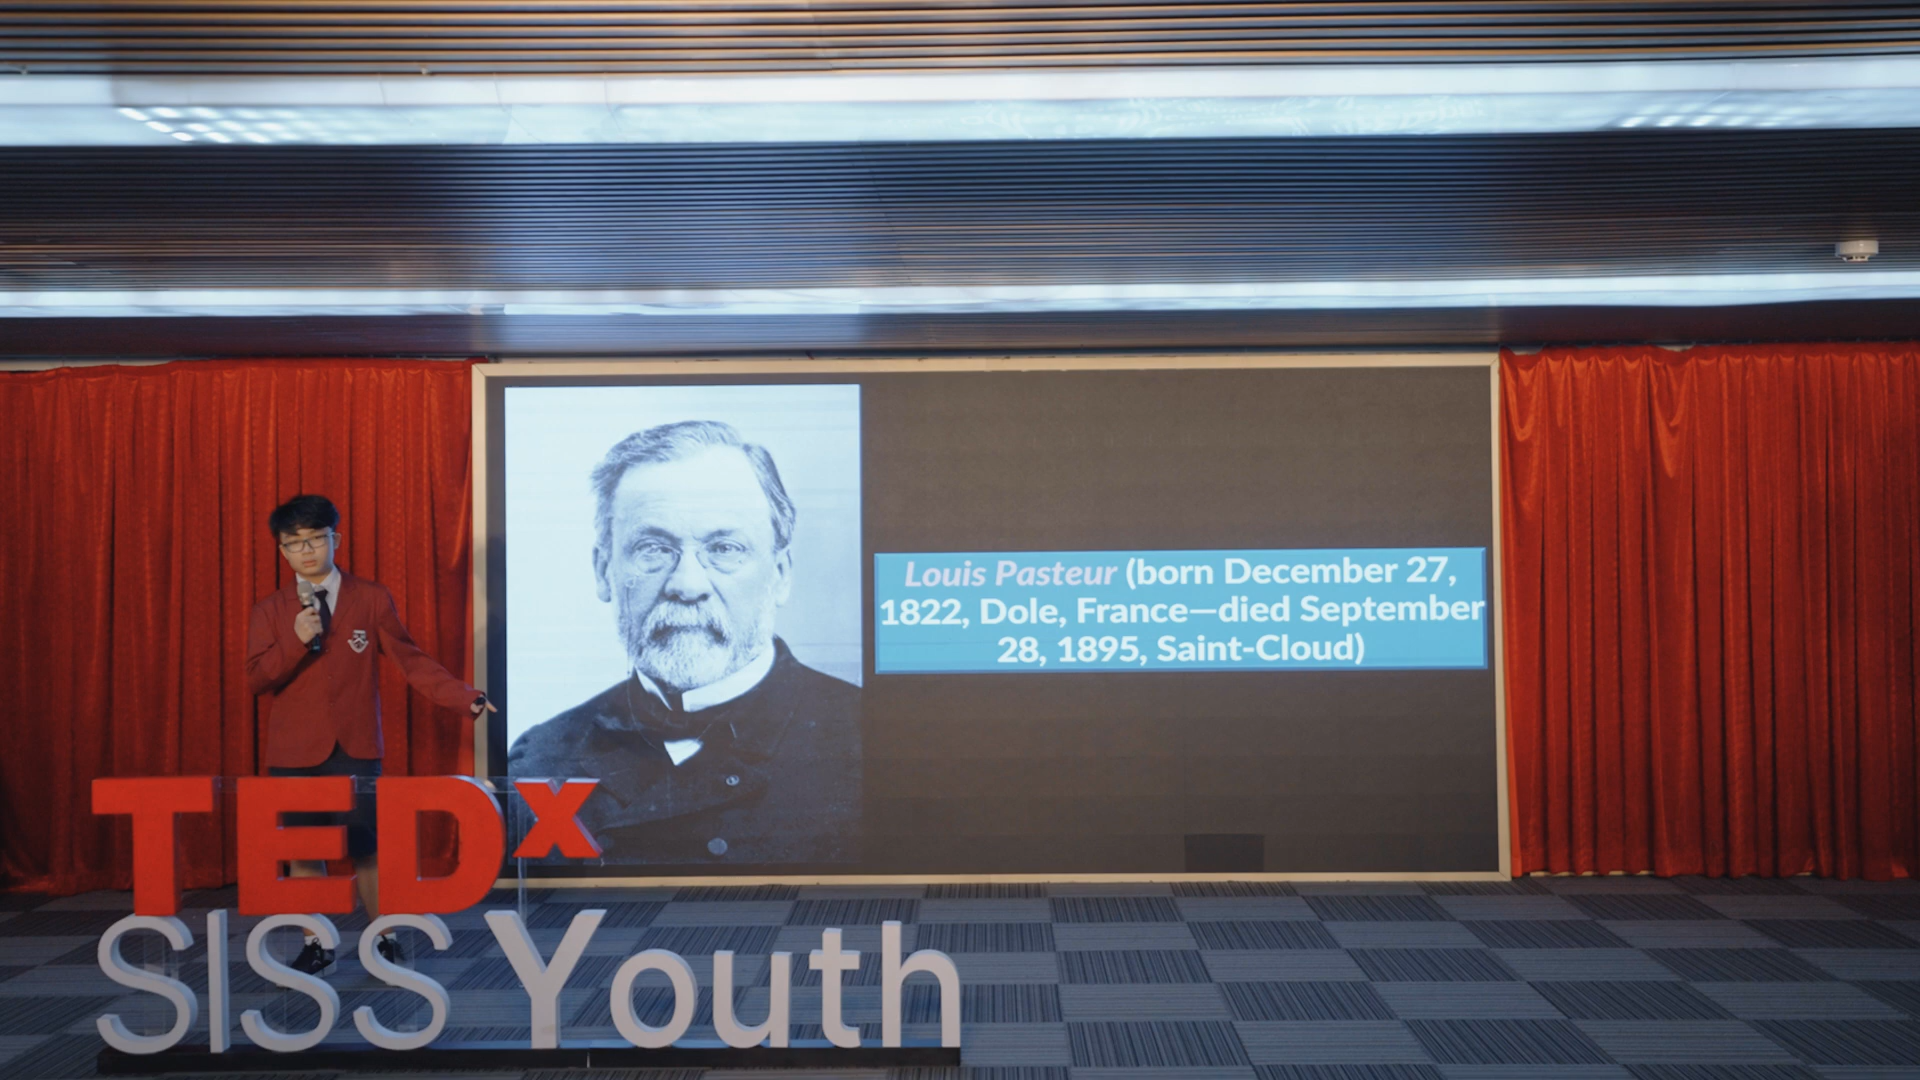 Louis Pasteur (born December 27,
1822, Dole, France—died September
28, 1895, Saint-Cloud)
TEDx
SISS Youth